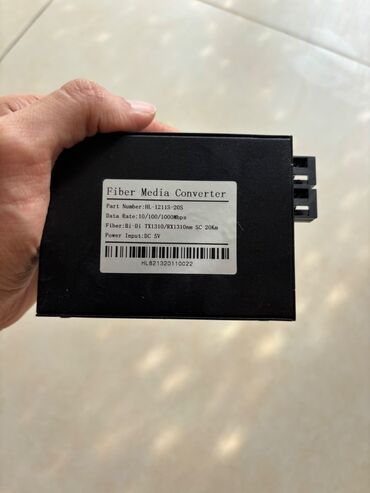 Fiber Media Converter
Part Number:HL-1211S-20S
Data Rate:10/100/1000Mbps
Fiber:Bi-Di TX1310/RX1310nm SC 20Km
Power Input:DC 5V
HL821320110022